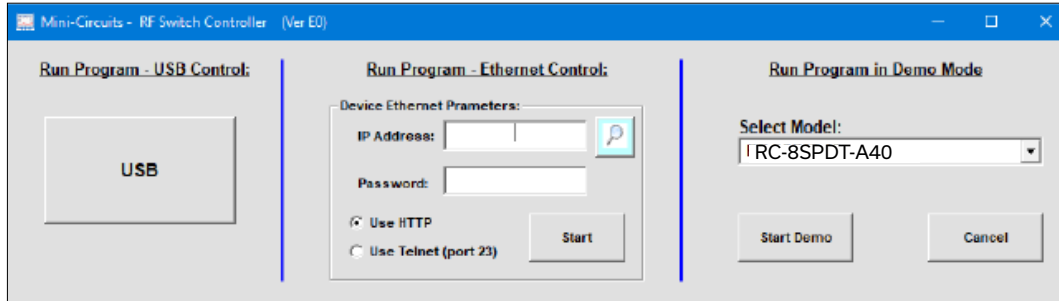 Mini-Circuits - RF Switch Controller (Ver E0)
Run Program - USB Control:
USB
Run Program - Ethernet Control:
Device Ethernet Prameters:
IP Address:
Password:
Use HTTP
Use Telnet (port 23)
Start
Run Program in Demo Mode
Select Model:
RC-8SPDT-A40
Start Demo
Cancel